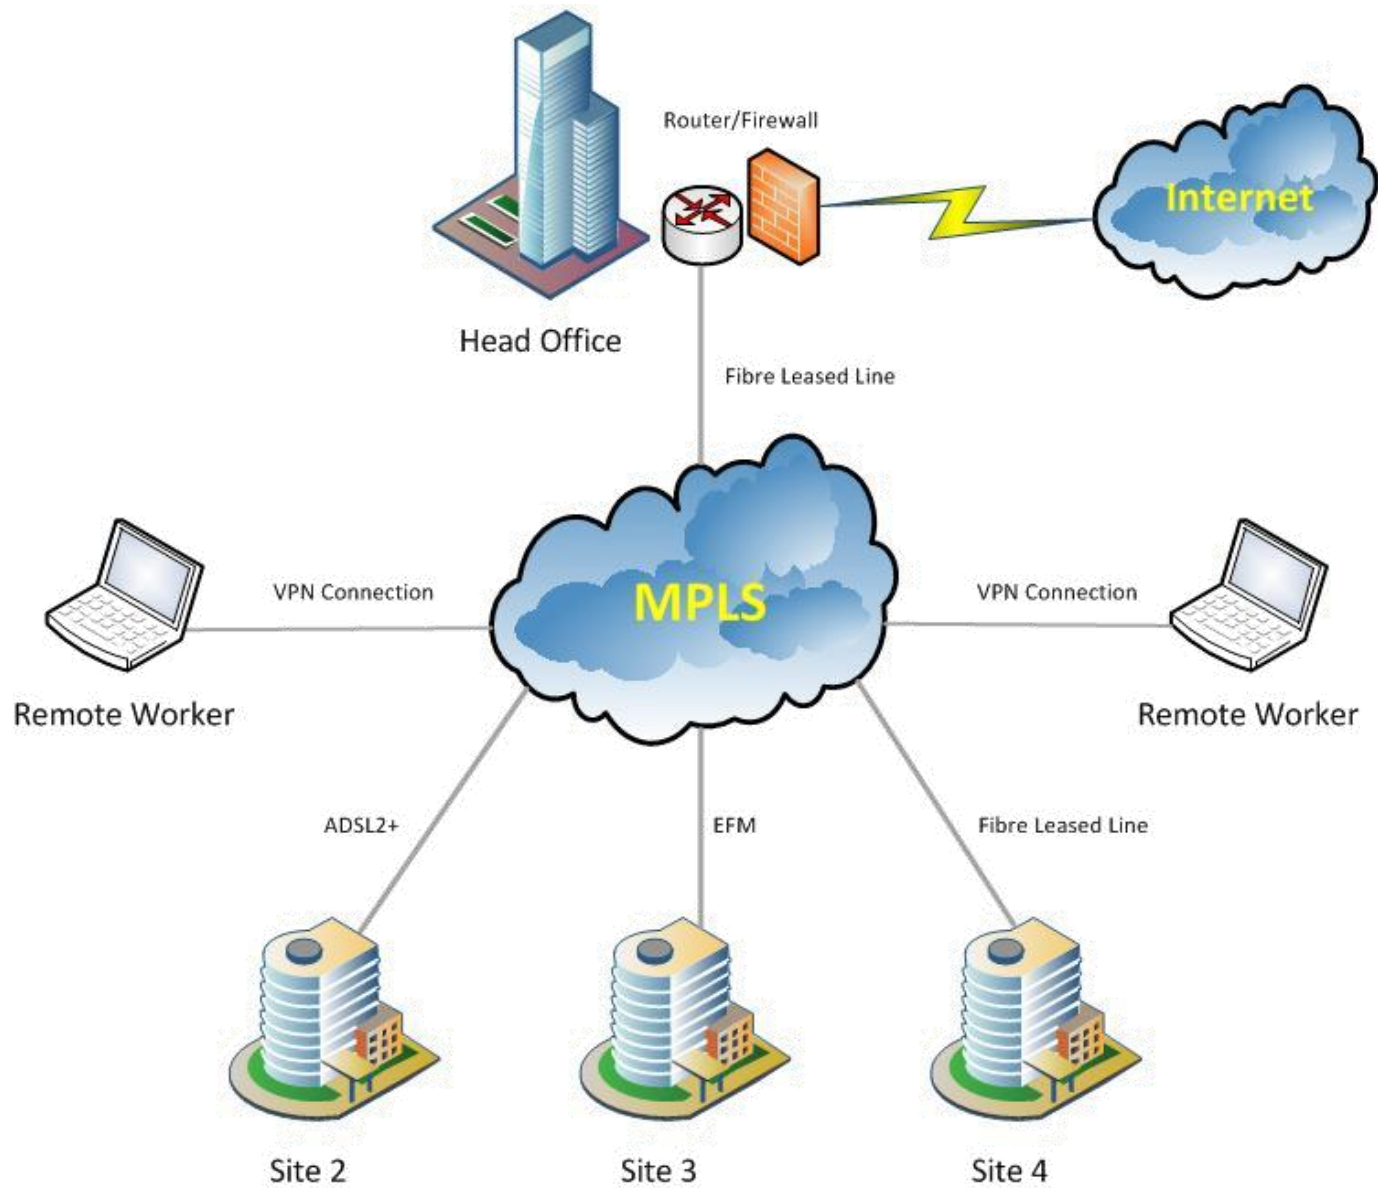 Router/Firewall
Internet
Head Office
Fibre Leased Line
MPLS
VPN Connection
VPN Connection
Remote Worker
Remote Worker
ADSL2+
EFM
Fibre Leased Line
Site 2
Site 3
Site 4